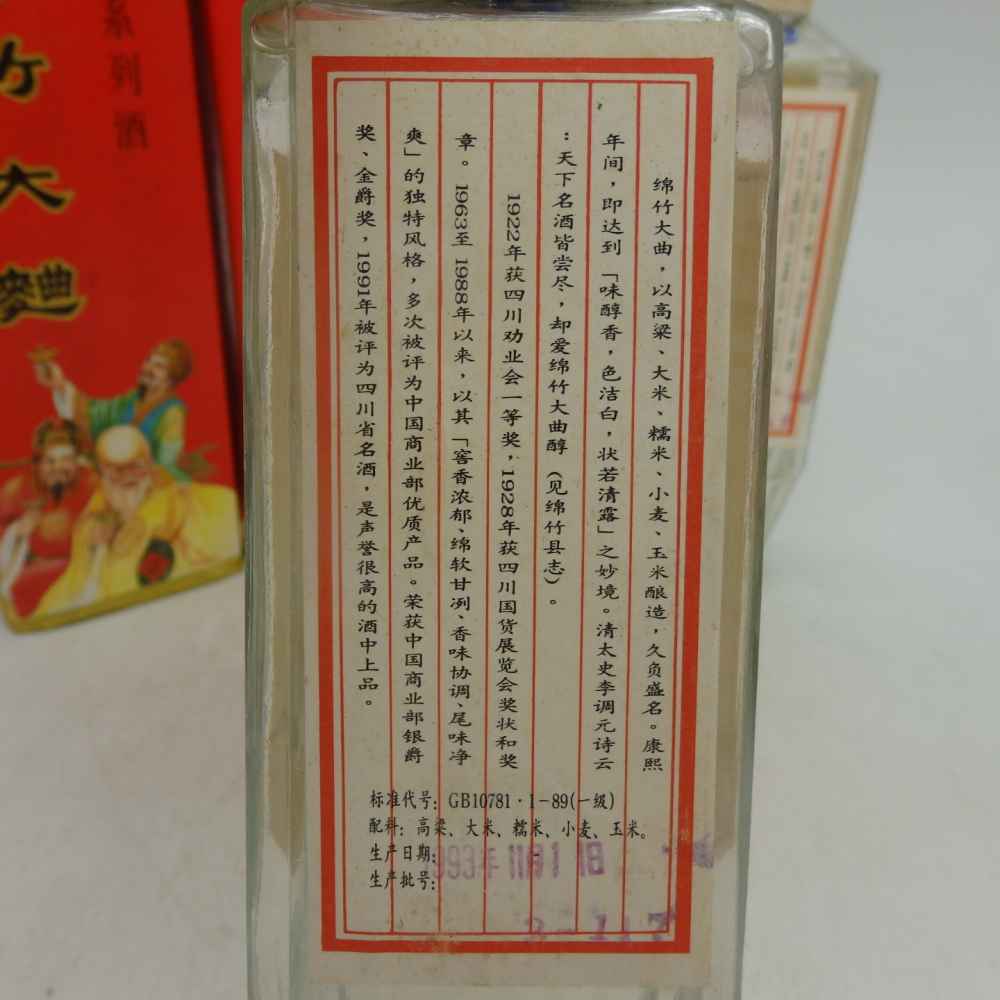 系列酒
竹大麯
绵竹大曲，以高粱、大米、糯米、小麦、玉米酿造，久负盛名。康熙
年间，即达到「味醇香，色洁白，状若清露」之妙境。清太史李调元诗云
：天下名酒皆尝尽，却爱绵竹大曲醇（见绵竹县志）。
1922年获四川劝业会一等奖，1928年获四川国货展览会奖状和奖
章。1963至1988年以来，以其「窖香浓郁、绵软甘冽、香味协调、尾味净
爽」的独特风格，多次被评为中国商业部优质产品。荣获中国商业部银爵
奖、金爵奖，1991年被评为四川省名酒，是声誉很高的酒中上品。
标准代号：GB10781·1-89(一级)
配料：高粱、大米、糯米、小麦、玉米。
生产日期：1993年11月1日
生产批号：